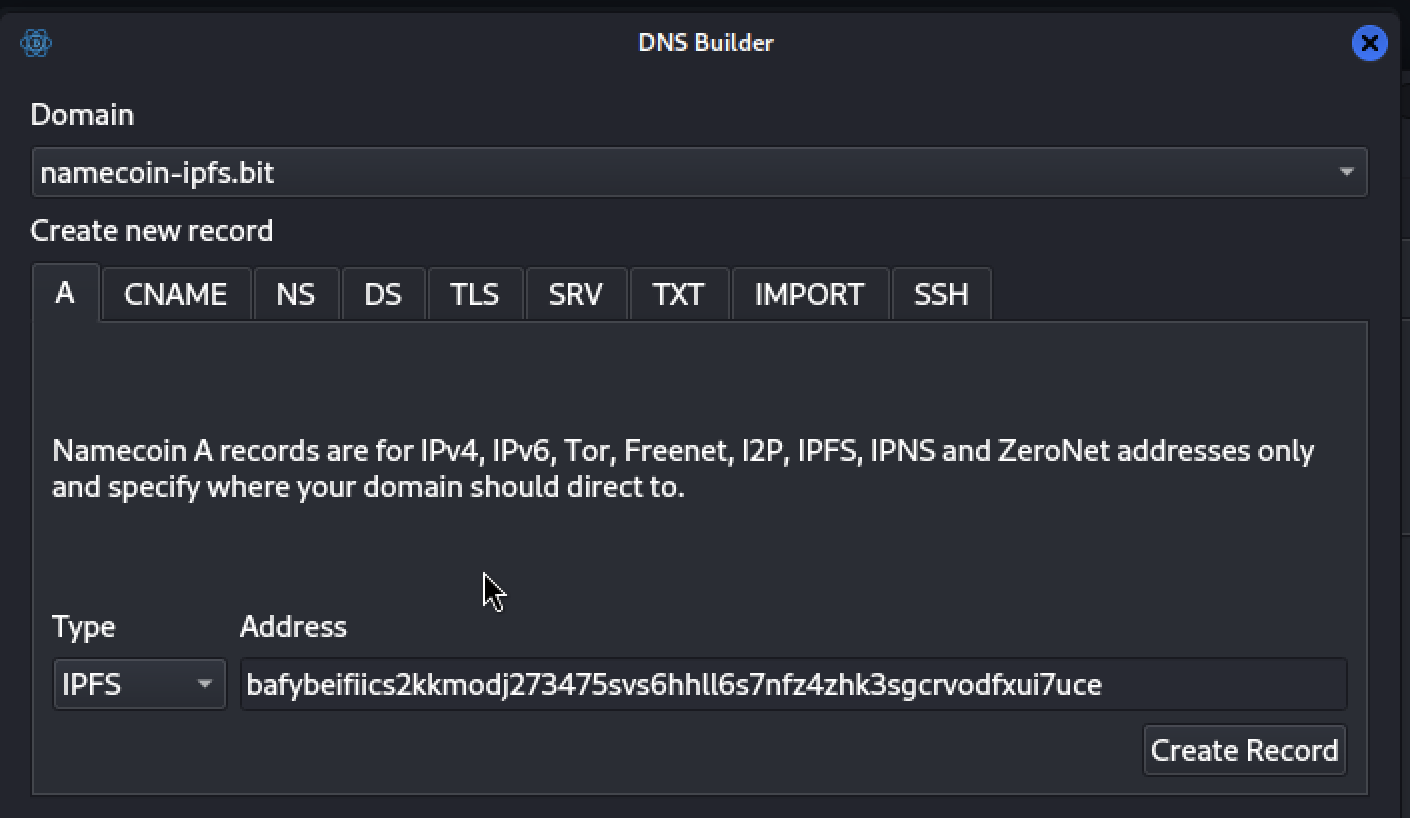 DNS Builder
Domain
namecoin-ipfs.bit
Create new record
A CNAME NS DS TLS SRV TXT IMPORT SSH
Namecoin A records are for IPv4, IPv6, Tor, Freenet, I2P, IPFS, IPNS and ZeroNet addresses only
and specify where your domain should direct to.
Type Address
IPFS bafybeifiics2kkmodj273475svs6hhll6s7nfz4zhk3sgcrvodfxui7uce
Create Record